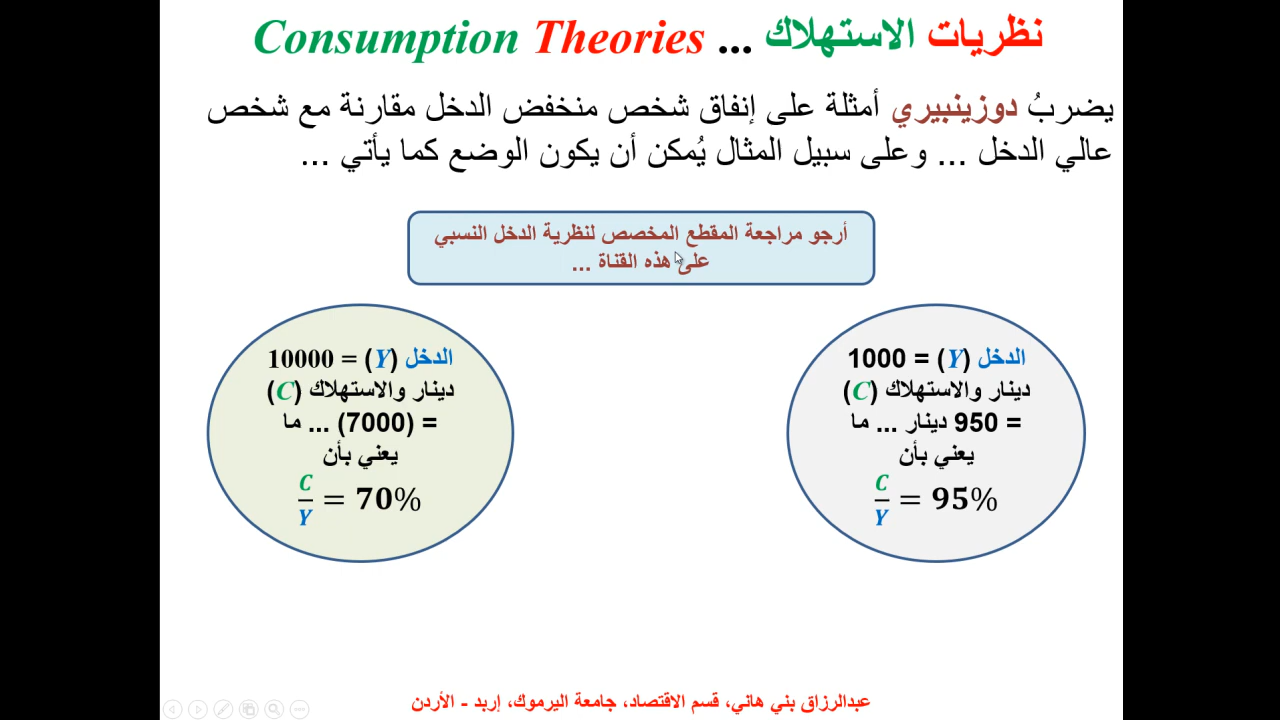 نظريات الاستهلاك ... Consumption Theories
يضربُ دوزينبيري أمثلة على إنفاق شخص منخفض الدخل مقارنة مع شخص
عالي الدخل ... وعلى سبيل المثال يُمكن أن يكون الوضع كما يأتي ...
أرجو مراجعة المقطع المخصص لنظرية الدخل النسبي
على هذه القناة ...
الدخل (Y) = 1000
دينار والاستهلاك (C)
= 950 دينار ... ما
يعني بأن
C/Y = 95%
الدخل (Y) = 10000
دينار والاستهلاك (C)
= (7000) ... ما
يعني بأن
C/Y = 70%
عبدالرزاق بني هاني، قسم الاقتصاد، جامعة اليرموك، إربد - الأردن